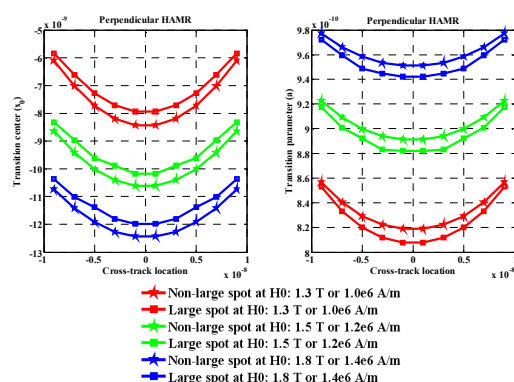 Perpendicular HAMR
x 10⁻⁹
-5
-6
-7
-8
-9
-10
-11
-12
-13
-1
-0.5
0
0.5
1
Transition center (x₀)
Cross-track location
x 10⁻⁸
Perpendicular HAMR
x 10⁻¹⁰
9.8
9.6
9.4
9.2
9
8.8
8.6
8.4
8.2
8
-1
-0.5
0
0.5
1
Transition parameter (a)
Cross-track location
x 10⁻⁸
Non-large spot at H0: 1.3 T or 1.0e6 A/m
Large spot at H0: 1.3 T or 1.0e6 A/m
Non-large spot at H0: 1.5 T or 1.2e6 A/m
Large spot at H0: 1.5 T or 1.2e6 A/m
Non-large spot at H0: 1.8 T or 1.4e6 A/m
Large spot at H0: 1.8 T or 1.4e6 A/m